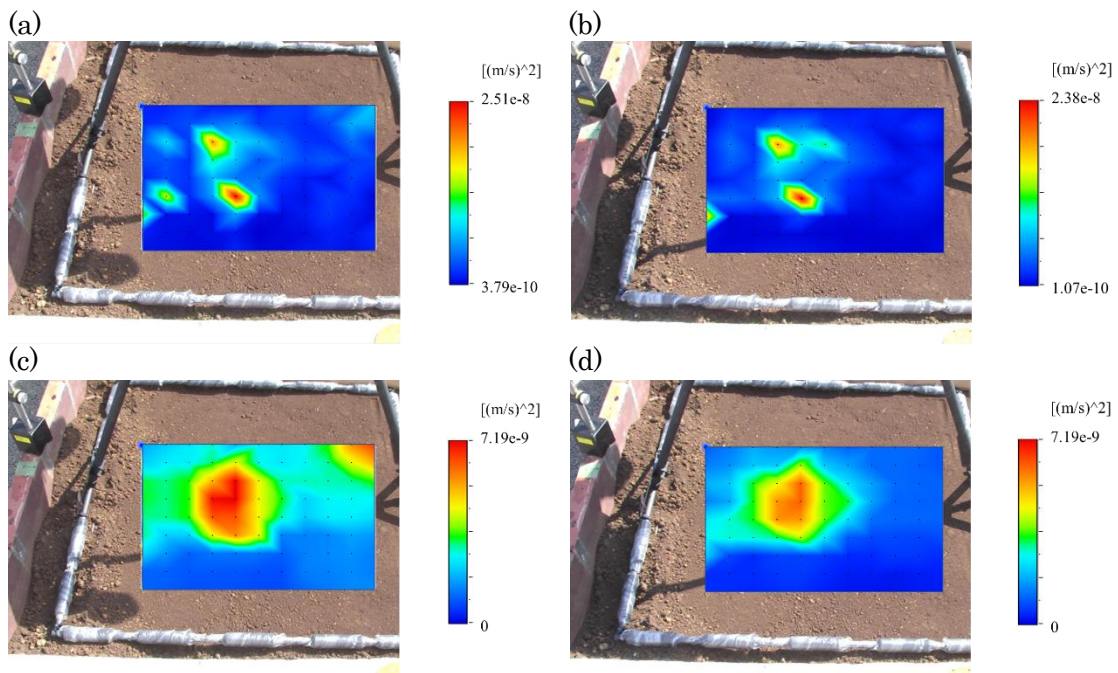 (a)
[(m/s)^2]
2.51e-8
3.79e-10
(b)
[(m/s)^2]
2.38e-8
1.07e-10
(c)
[(m/s)^2]
7.19e-9
0
(d)
[(m/s)^2]
7.19e-9
0